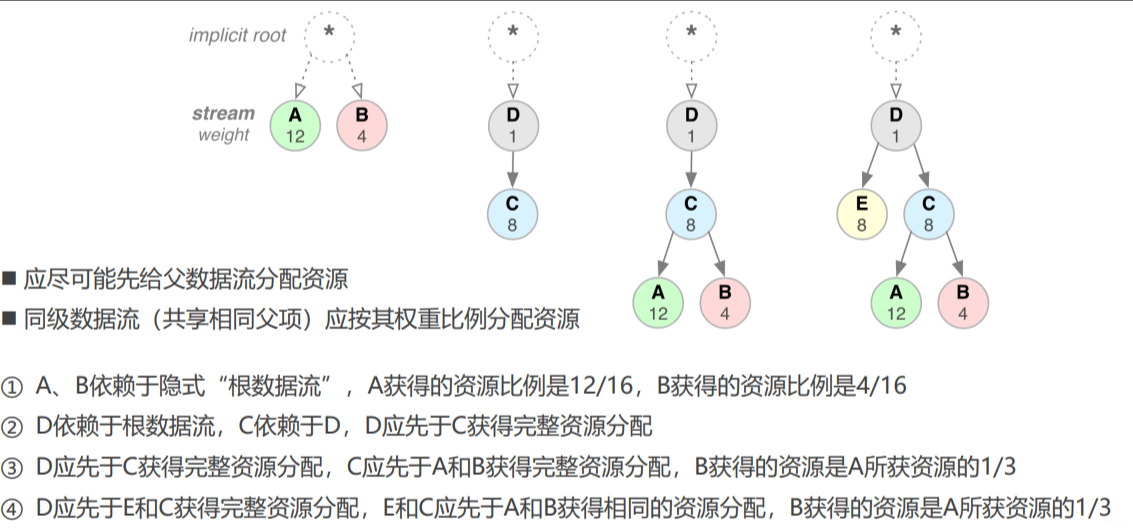 implicit root * * * *
stream A B D D D
weight 12 4 1 1 1
C C E C
8 8 8 8
■ 应尽可能先给父数据流分配资源
A B A B
12 4 12 4
■ 同级数据流（共享相同父项）应按其权重比例分配资源
① A、B依赖于隐式“根数据流”，A获得的资源比例是12/16，B获得的资源比例是4/16
② D依赖于根数据流，C依赖于D，D应先于C获得完整资源分配
③ D应先于C获得完整资源分配，C应先于A和B获得完整资源分配，B获得的资源是A所获资源的1/3
④ D应先于E和C获得完整资源分配，E和C应先于A和B获得相同的资源分配，B获得的资源是A所获资源的1/3